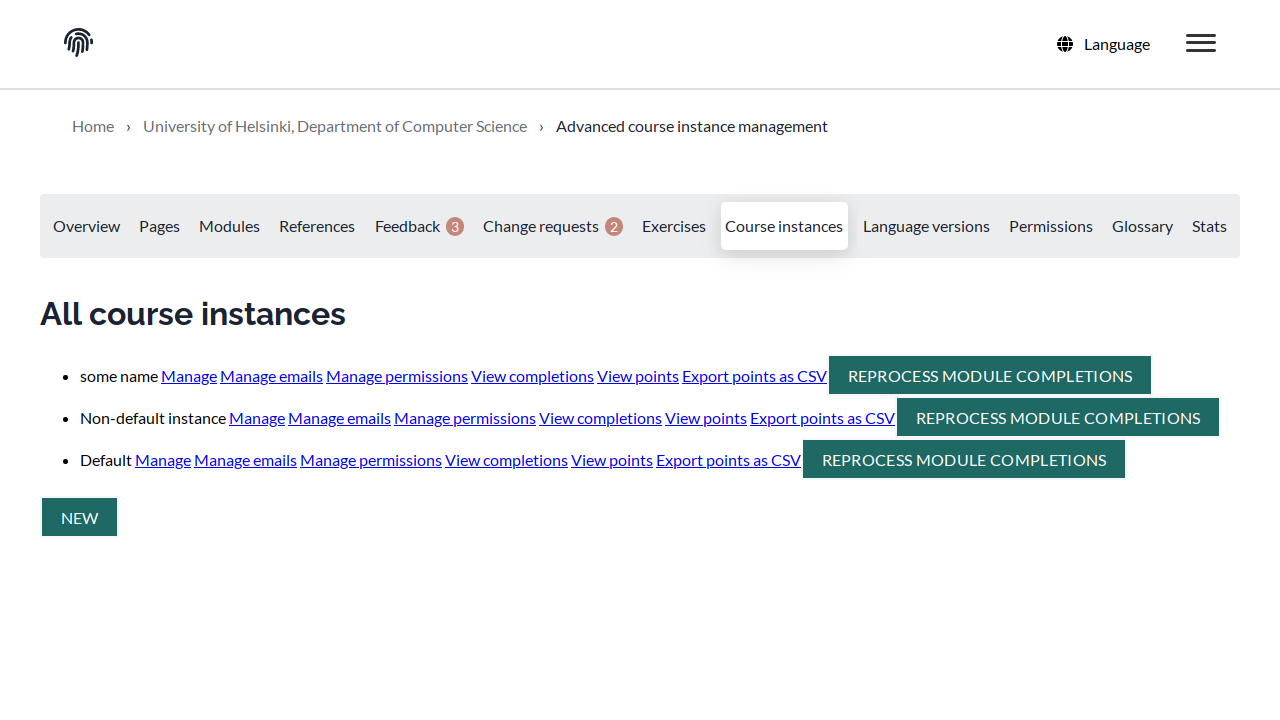 Language
Home › University of Helsinki, Department of Computer Science › Advanced course instance management
Overview Pages Modules References Feedback 3 Change requests 2 Exercises Course instances Language versions Permissions Glossary Stats
All course instances
• some name Manage Manage emails Manage permissions View completions View points Export points as CSV REPROCESS MODULE COMPLETIONS
• Non-default instance Manage Manage emails Manage permissions View completions View points Export points as CSV REPROCESS MODULE COMPLETIONS
• Default Manage Manage emails Manage permissions View completions View points Export points as CSV REPROCESS MODULE COMPLETIONS
NEW